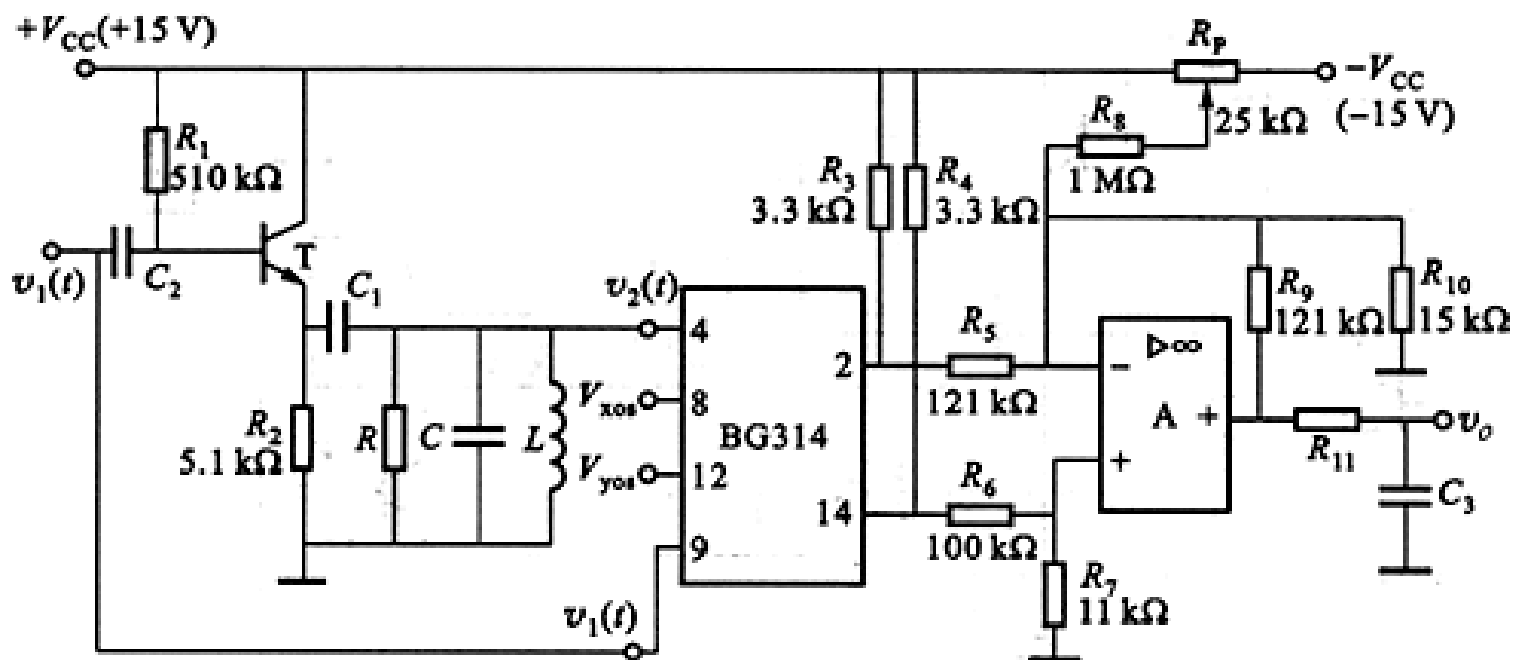 +V_CC(+15 V)
R_P
−V_CC
(−15 V)
25 kΩ
R_8
1 MΩ
R_1
510 kΩ
R_3
3.3 kΩ
R_4
3.3 kΩ
v_1(t)
C_2
T
C_1
v_2(t)
R_9
121 kΩ
R_10
15 kΩ
R_5
121 kΩ
4
2
▷∞
−
A
+
+
R_2
5.1 kΩ
R
C
L
V_xos
8
BG314
V_yos
12
14
R_6
100 kΩ
R_11
v_o
C_3
9
R_7
11 kΩ
v_1(t)